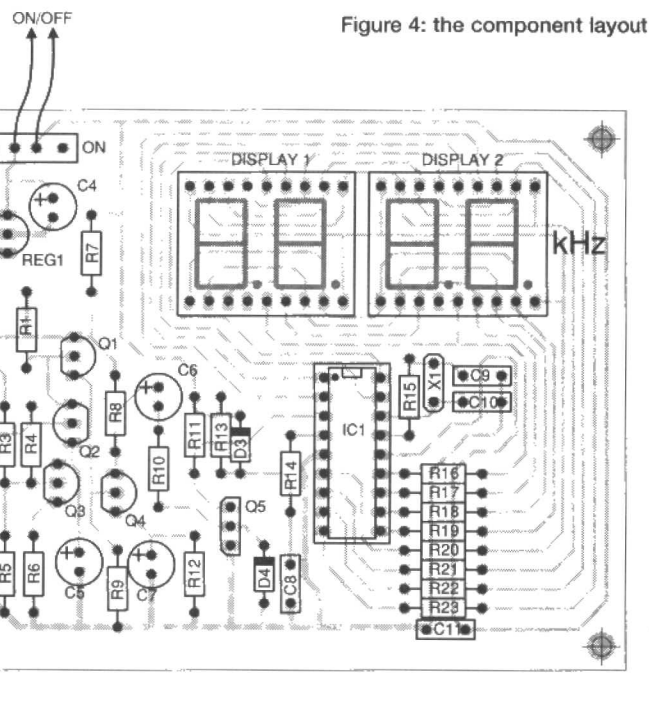 ON/OFF
Figure 4: the component layout
ON
DISPLAY 1
DISPLAY 2
C4
REG1
R7
kHz
R1
Q1
C6
R15
X1
C9
C10
R8
R11
R13
D3
IC1
R3
R4
Q2
R10
R14
R16
R17
R18
R19
R20
R21
R22
R23
C11
Q3
Q4
Q5
R5
R6
C5
R9
C7
R12
D4
C8